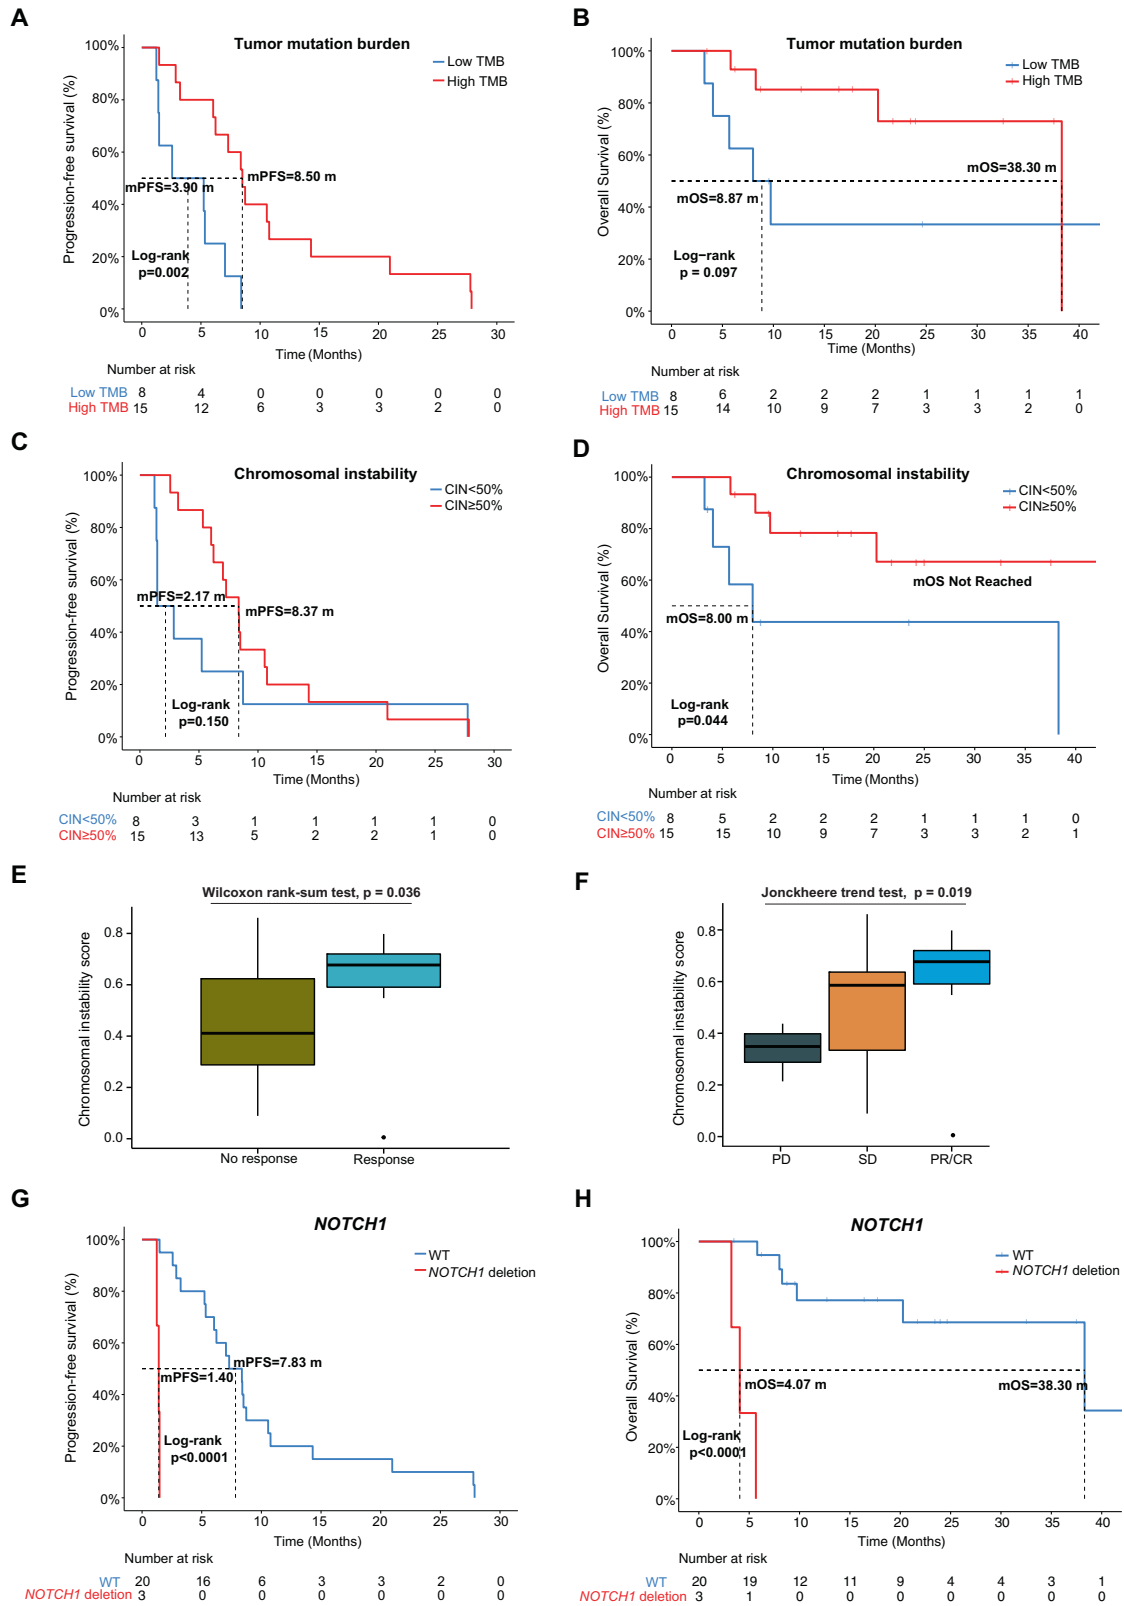 A
Tumor mutation burden
Low TMB
High TMB
Progression-free survival (%)
100%
80%
60%
40%
20%
0%
mPFS=3.90 m
mPFS=8.50 m
Log-rank
p=0.002
0 5 10 15 20 25 30
Time (Months)
Number at risk
Low TMB 8 4 0 0 0 0 0
High TMB 15 12 6 3 3 2 0
B
Tumor mutation burden
Low TMB
High TMB
Overall Survival (%)
100%
80%
60%
40%
20%
0%
mOS=38.30 m
mOS=8.87 m
Log−rank
p = 0.097
0 5 10 15 20 25 30 35 40
Time (Months)
Number at risk
Low TMB 8 6 2 2 2 1 1 1 1
High TMB 15 14 10 9 7 3 3 2 0
C
Chromosomal instability
CIN<50%
CIN≥50%
Progression-free survival (%)
100%
80%
60%
40%
20%
0%
mPFS=2.17 m
mPFS=8.37 m
Log-rank
p=0.150
0 5 10 15 20 25 30
Time (Months)
Number at risk
CIN<50% 8 3 1 1 1 1 0
CIN≥50% 15 13 5 2 2 1 0
D
Chromosomal instability
CIN<50%
CIN≥50%
Overall Survival (%)
100%
80%
60%
40%
20%
0%
mOS Not Reached
mOS=8.00 m
Log-rank
p=0.044
0 5 10 15 20 25 30 35 40
Time (Months)
Number at risk
CIN<50% 8 5 2 2 2 1 1 1 0
CIN≥50% 15 15 10 9 7 3 3 2 1
E
Wilcoxon rank-sum test, p = 0.036
Chromosomal instability score
0.8
0.6
0.4
0.2
0.0
No response Response
F
Jonckheere trend test, p = 0.019
Chromosomal instability score
0.8
0.6
0.4
0.2
0.0
PD SD PR/CR
G
NOTCH1
WT
NOTCH1 deletion
Progression-free survival (%)
100%
80%
60%
40%
20%
0%
mPFS=7.83 m
mPFS=1.40
Log-rank
p<0.0001
0 5 10 15 20 25 30
Time (Months)
Number at risk
WT 20 16 6 3 3 2 0
NOTCH1 deletion 3 0 0 0 0 0 0
H
NOTCH1
WT
NOTCH1 deletion
Overall Survival (%)
100%
80%
60%
40%
20%
0%
mOS=4.07 m
mOS=38.30 m
Log-rank
p<0.0001
0 5 10 15 20 25 30 35 40
Time (Months)
Number at risk
WT 20 19 12 11 9 4 4 3 1
NOTCH1 deletion 3 1 0 0 0 0 0 0 0